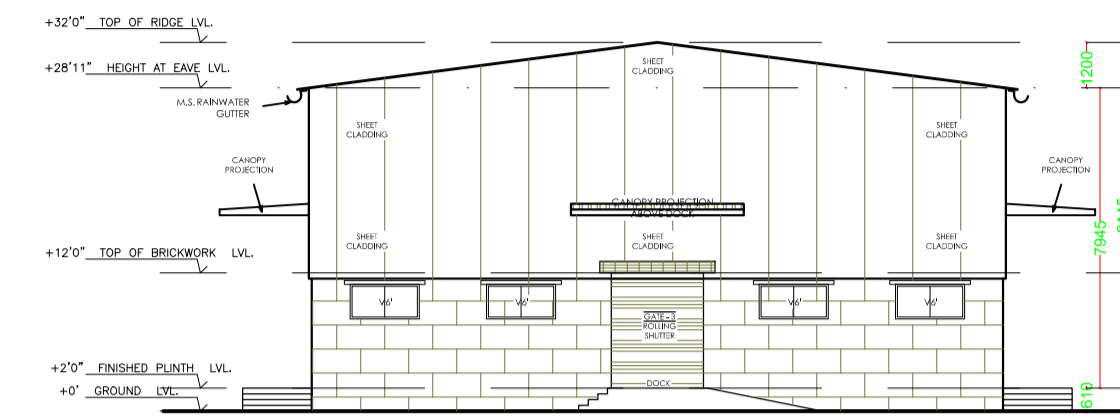 +32'0" TOP OF RIDGE LVL.
+28'11" HEIGHT AT EAVE LVL.
M.S. RAINWATER
GUTTER
SHEET
CLADDING
SHEET
CLADDING
SHEET
CLADDING
CANOPY
PROJECTION
CANOPY
PROJECTION
CANOPY PROJECTION
ABOVE DOCK
SHEET
CLADDING
SHEET
CLADDING
SHEET
CLADDING
+12'0" TOP OF BRICKWORK LVL.
V6'
V6'
V6'
V6'
GATE-3
ROLLING
SHUTTER
+2'0" FINISHED PLINTH LVL.
DOCK
+0' GROUND LVL.
1200
7945
610